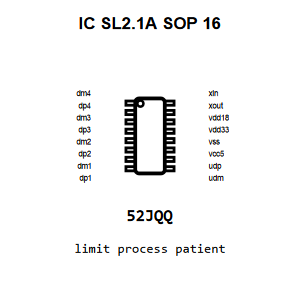 IC SL2.1A SOP 16
dm4 xin
dp4 xout
dm3 vdd18
dp3 vdd33
dm2 vss
dp2 vcc5
dm1 udp
dp1 udm
52JQQ
limit process patient